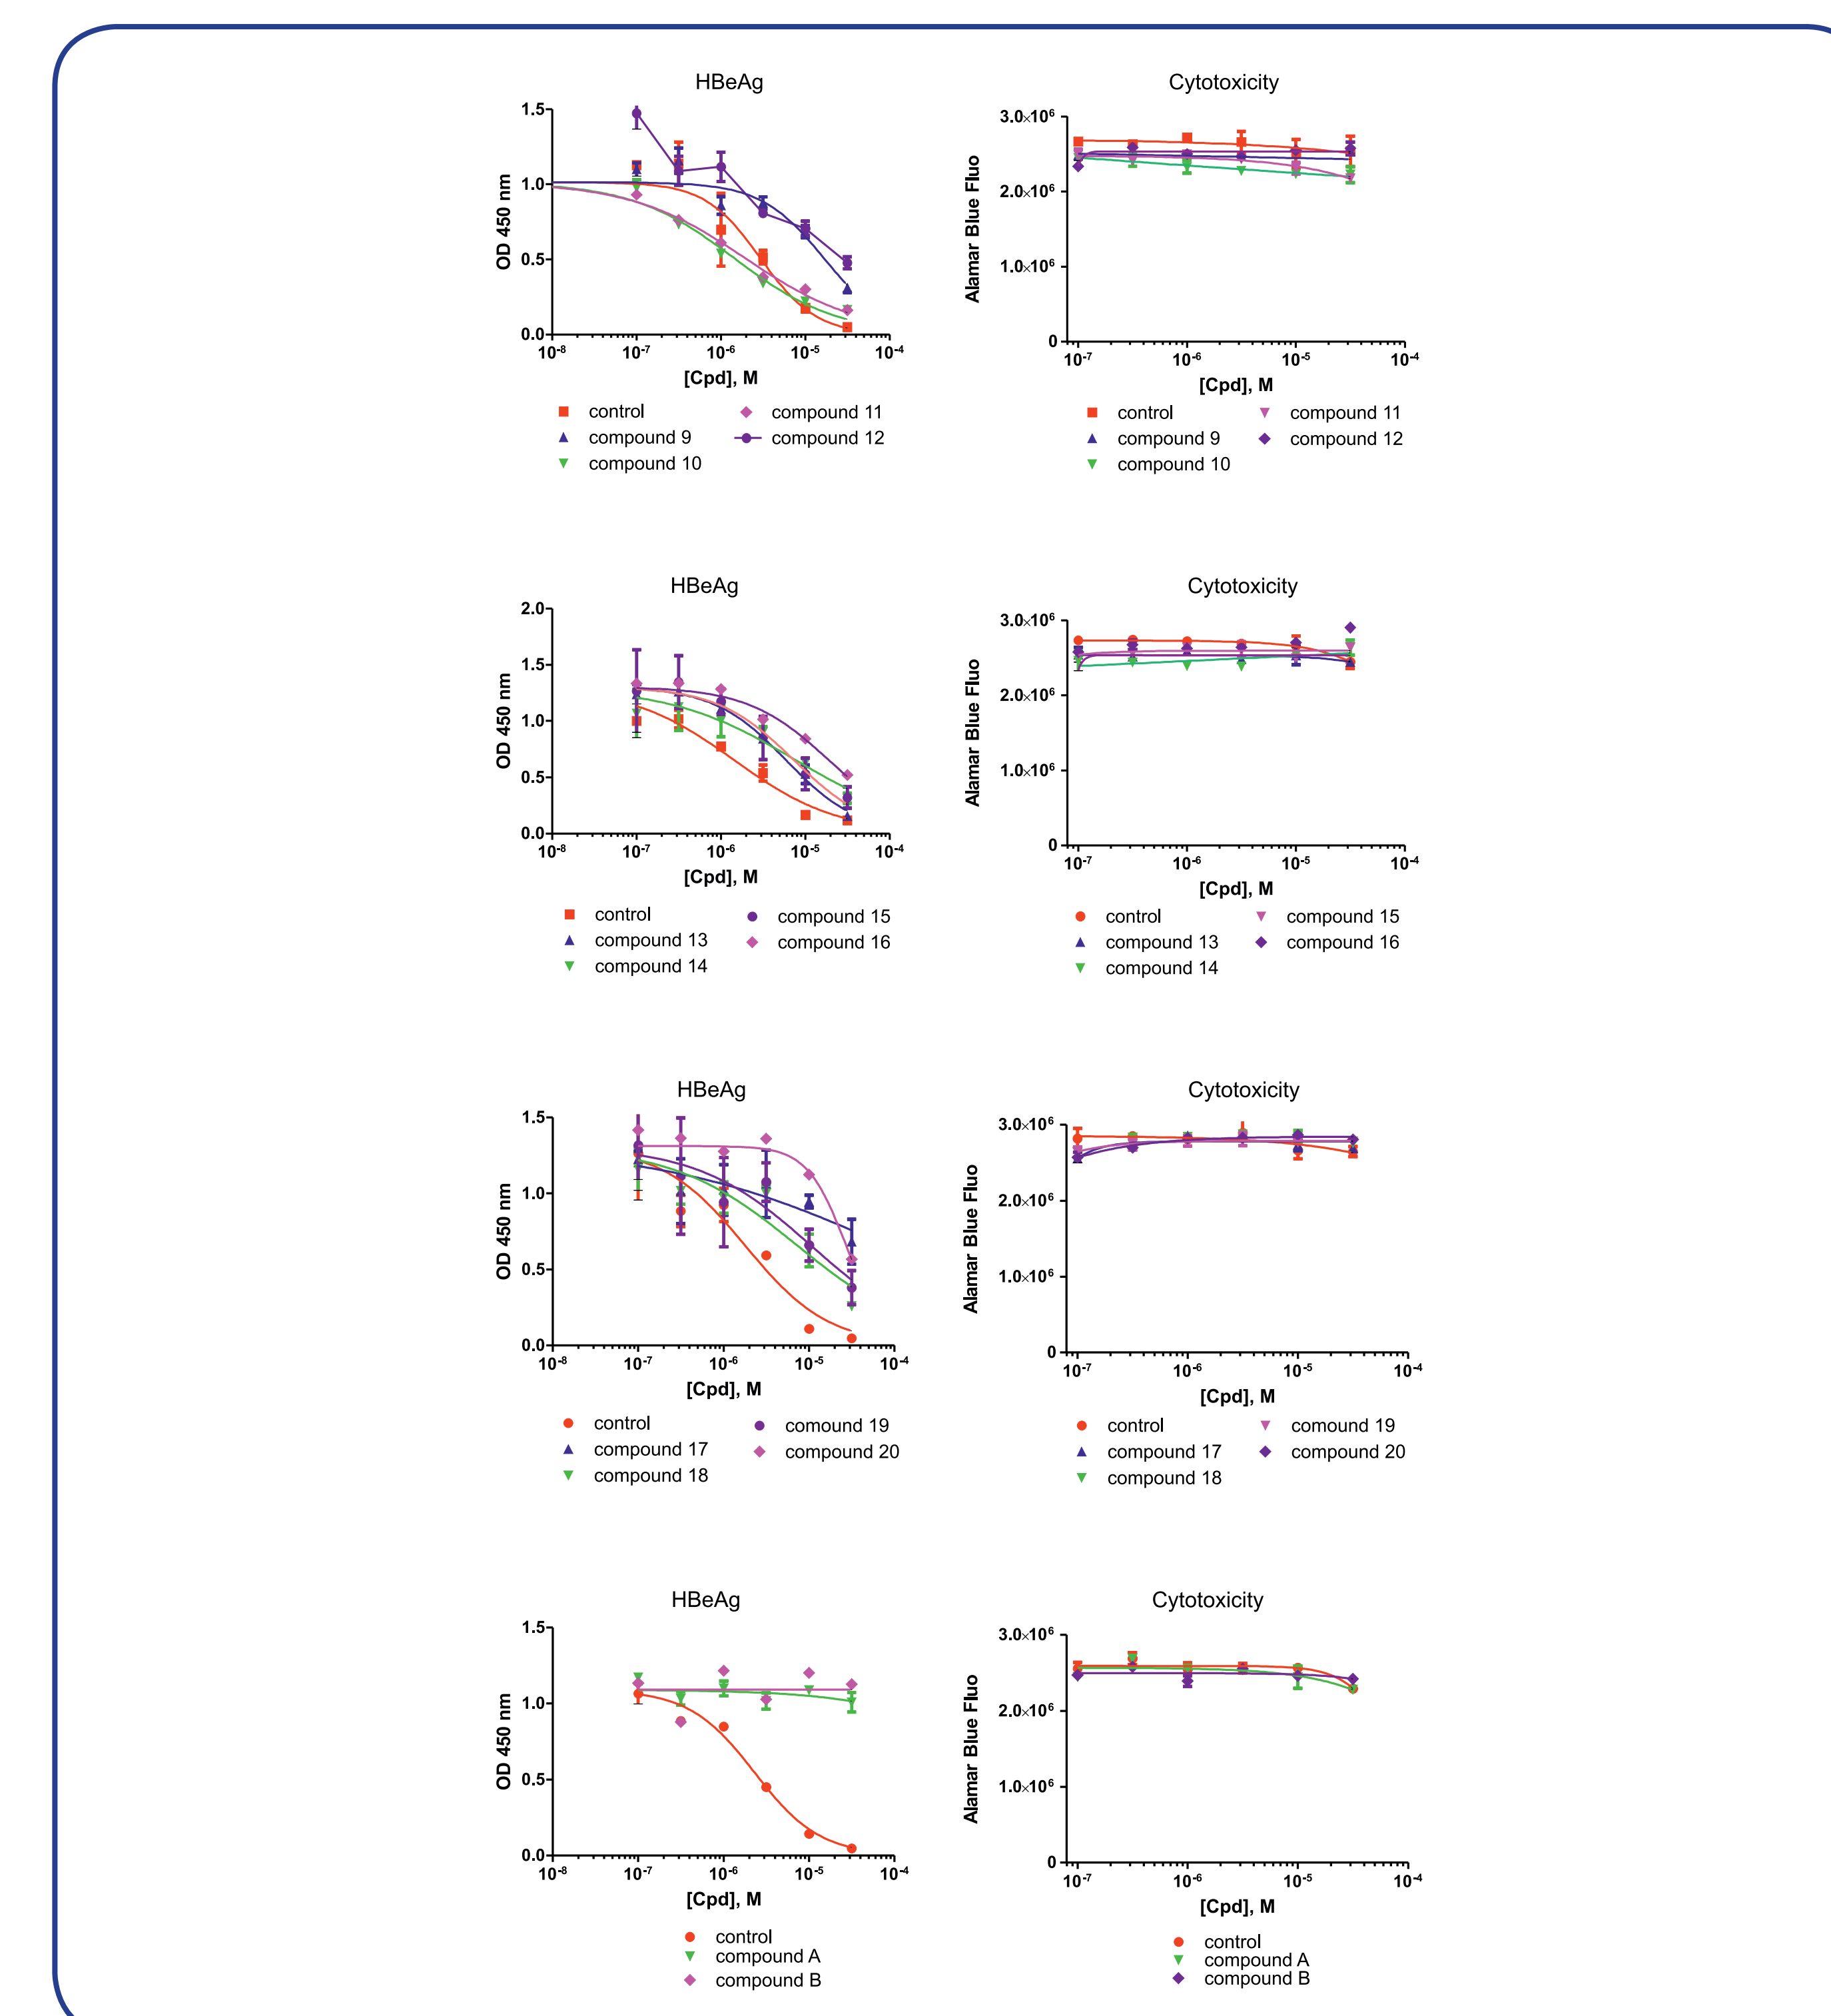 HBeAg
1.5
1.0
0.5
0.0
OD 450 nm
10-8 10-7 10-6 10-5 10-4
[Cpd], M
control
compound 9
compound 10
compound 11
compound 12
Cytotoxicity
3.0×106
2.0×106
1.0×106
0
Alamar Blue Fluo
10-7 10-6 10-5 10-4
[Cpd], M
control
compound 9
compound 10
compound 11
compound 12
HBeAg
2.0
1.5
1.0
0.5
0.0
OD 450 nm
10-8 10-7 10-6 10-5 10-4
[Cpd], M
control
compound 13
compound 14
compound 15
compound 16
Cytotoxicity
3.0×106
2.0×106
1.0×106
0
Alamar Blue Fluo
10-7 10-6 10-5 10-4
[Cpd], M
control
compound 13
compound 14
compound 15
compound 16
HBeAg
1.5
1.0
0.5
0.0
OD 450 nm
10-8 10-7 10-6 10-5 10-4
[Cpd], M
control
compound 17
compound 18
comound 19
compound 20
Cytotoxicity
3.0×106
2.0×106
1.0×106
0
Alamar Blue Fluo
10-7 10-6 10-5 10-4
[Cpd], M
control
compound 17
compound 18
comound 19
compound 20
HBeAg
1.5
1.0
0.5
0.0
OD 450 nm
10-8 10-7 10-6 10-5 10-4
[Cpd], M
control
compound A
compound B
Cytotoxicity
3.0×106
2.0×106
1.0×106
0
Alamar Blue Fluo
10-7 10-6 10-5 10-4
[Cpd], M
control
compound A
compound B